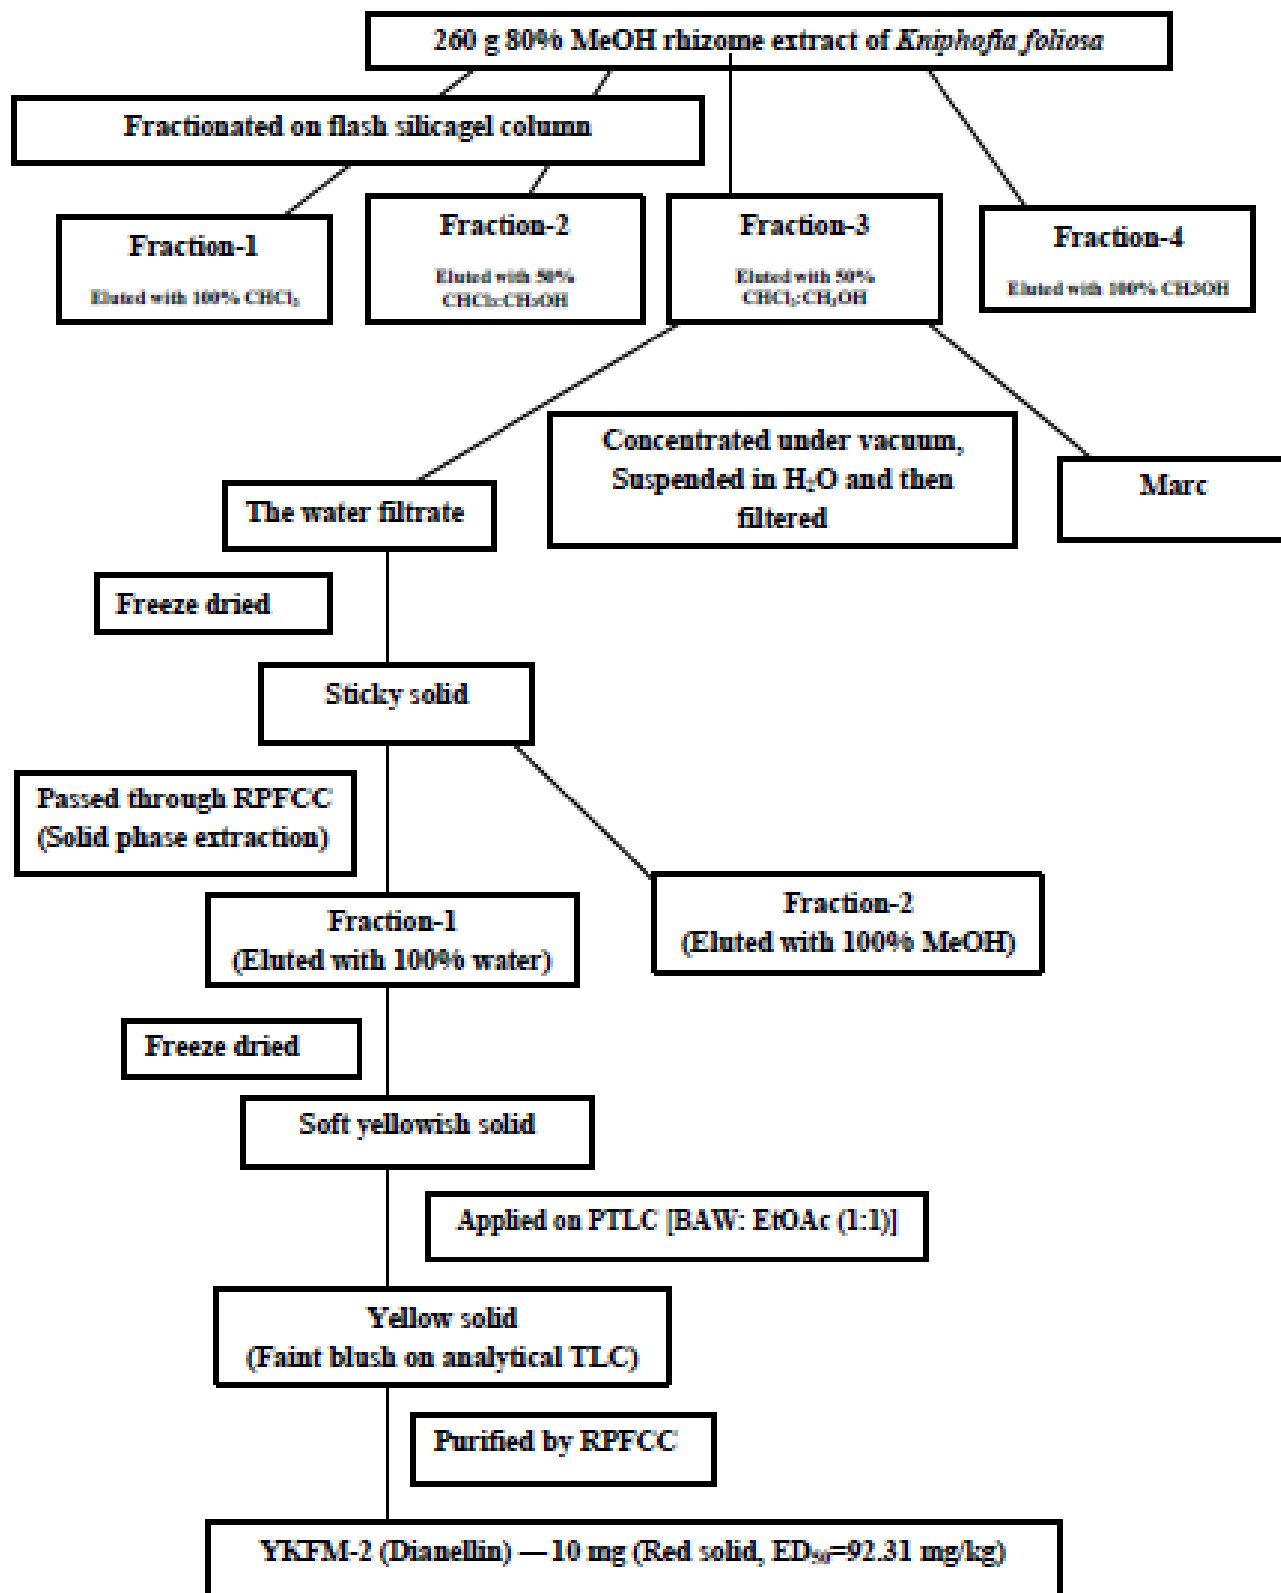 260 g 80% MeOH rhizome extract of Kniphofia foliosa
Fractionated on flash silicagel column
Fraction-1
Eluted with 100% CHCl₃
Fraction-2
Eluted with 50%
CHCl₃:CH₃OH
Fraction-3
Eluted with 50%
CHCl₃:CH₃OH
Fraction-4
Eluted with 100% CH3OH
Concentrated under vacuum,
Suspended in H₂O and then
filtered
Marc
The water filtrate
Freeze dried
Sticky solid
Passed through RPFCC
(Solid phase extraction)
Fraction-1
(Eluted with 100% water)
Fraction-2
(Eluted with 100% MeOH)
Freeze dried
Soft yellowish solid
Applied on PTLC [BAW: EtOAc (1:1)]
Yellow solid
(Faint blush on analytical TLC)
Purified by RPFCC
YKFM-2 (Dianellin) — 10 mg (Red solid, ED₅₀=92.31 mg/kg)